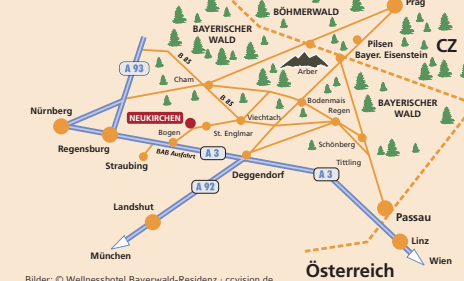 Prag
BÖHMERWALD
BAYERISCHER
WALD
Pilsen
CZ
Bayer. Eisenstein
B 85
A 93
Arber
Cham
B 85
Bodenmais
BAYERISCHER
WALD
Nürnberg
NEUKIRCHEN
Viechtach
Regen
Bogen
St. Englmar
Regensburg
BAB Ausfahrt
A 3
Schönberg
Straubing
Tittling
Deggendorf
A 3
A 92
Landshut
Passau
Linz
München
Wien
Österreich
Bilder: © Wellnesshotel Bayerwald-Residenz · ccvision.de